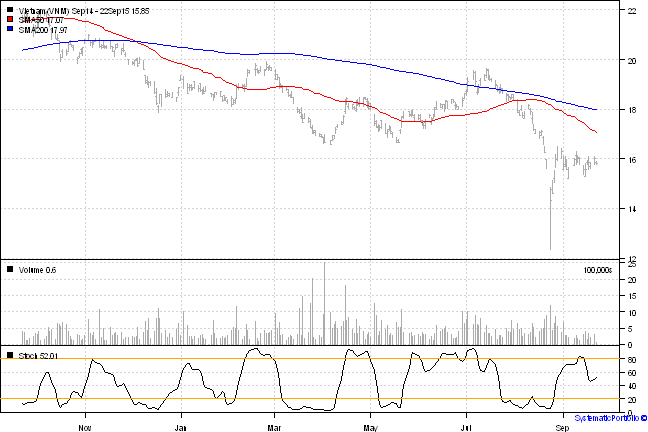 Vietnam (VNM) Sep14 - 22Sep15 15.85
SMA50 17.07
SMA200 17.97
22
20
18
16
14
12
Volume 0.6
100,000s
25
20
15
10
5
0
Stoch 52.01
80
60
40
20
0
Nov Jan Mar May Jul Sep
SystematicPortfolio ©